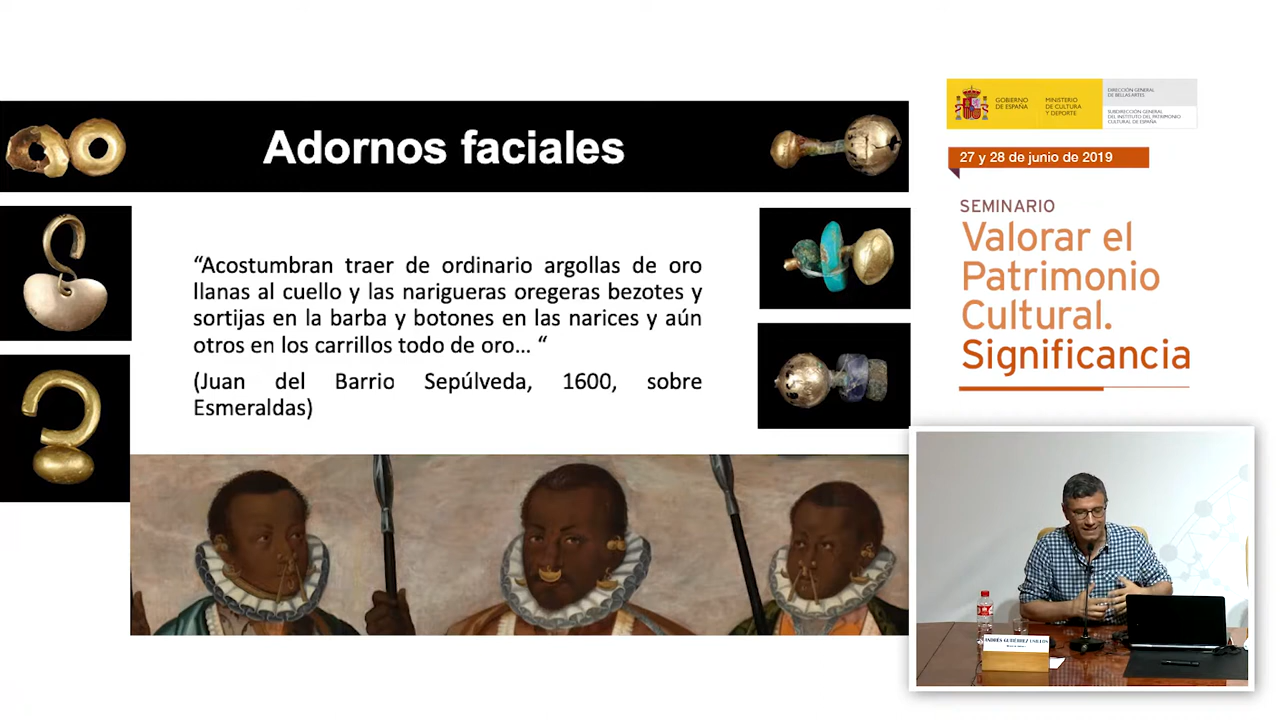 Adornos faciales
“Acostumbran traer de ordinario argollas de oro
llanas al cuello y las narigueras oregeras bezotes y
sortijas en la barba y botones en las narices y aún
otros en los carrillos todo de oro... “
(Juan del Barrio Sepúlveda, 1600, sobre
Esmeraldas)
GOBIERNO
DE ESPAÑA
MINISTERIO
DE CULTURA
Y DEPORTE
DIRECCIÓN GENERAL
DE BELLAS ARTES
SUBDIRECCIÓN GENERAL
DEL INSTITUTO DEL PATRIMONIO
CULTURAL DE ESPAÑA
27 y 28 de junio de 2019
SEMINARIO
Valorar el
Patrimonio
Cultural.
Significancia
ANDRÉS GUTIÉRREZ USILLOS